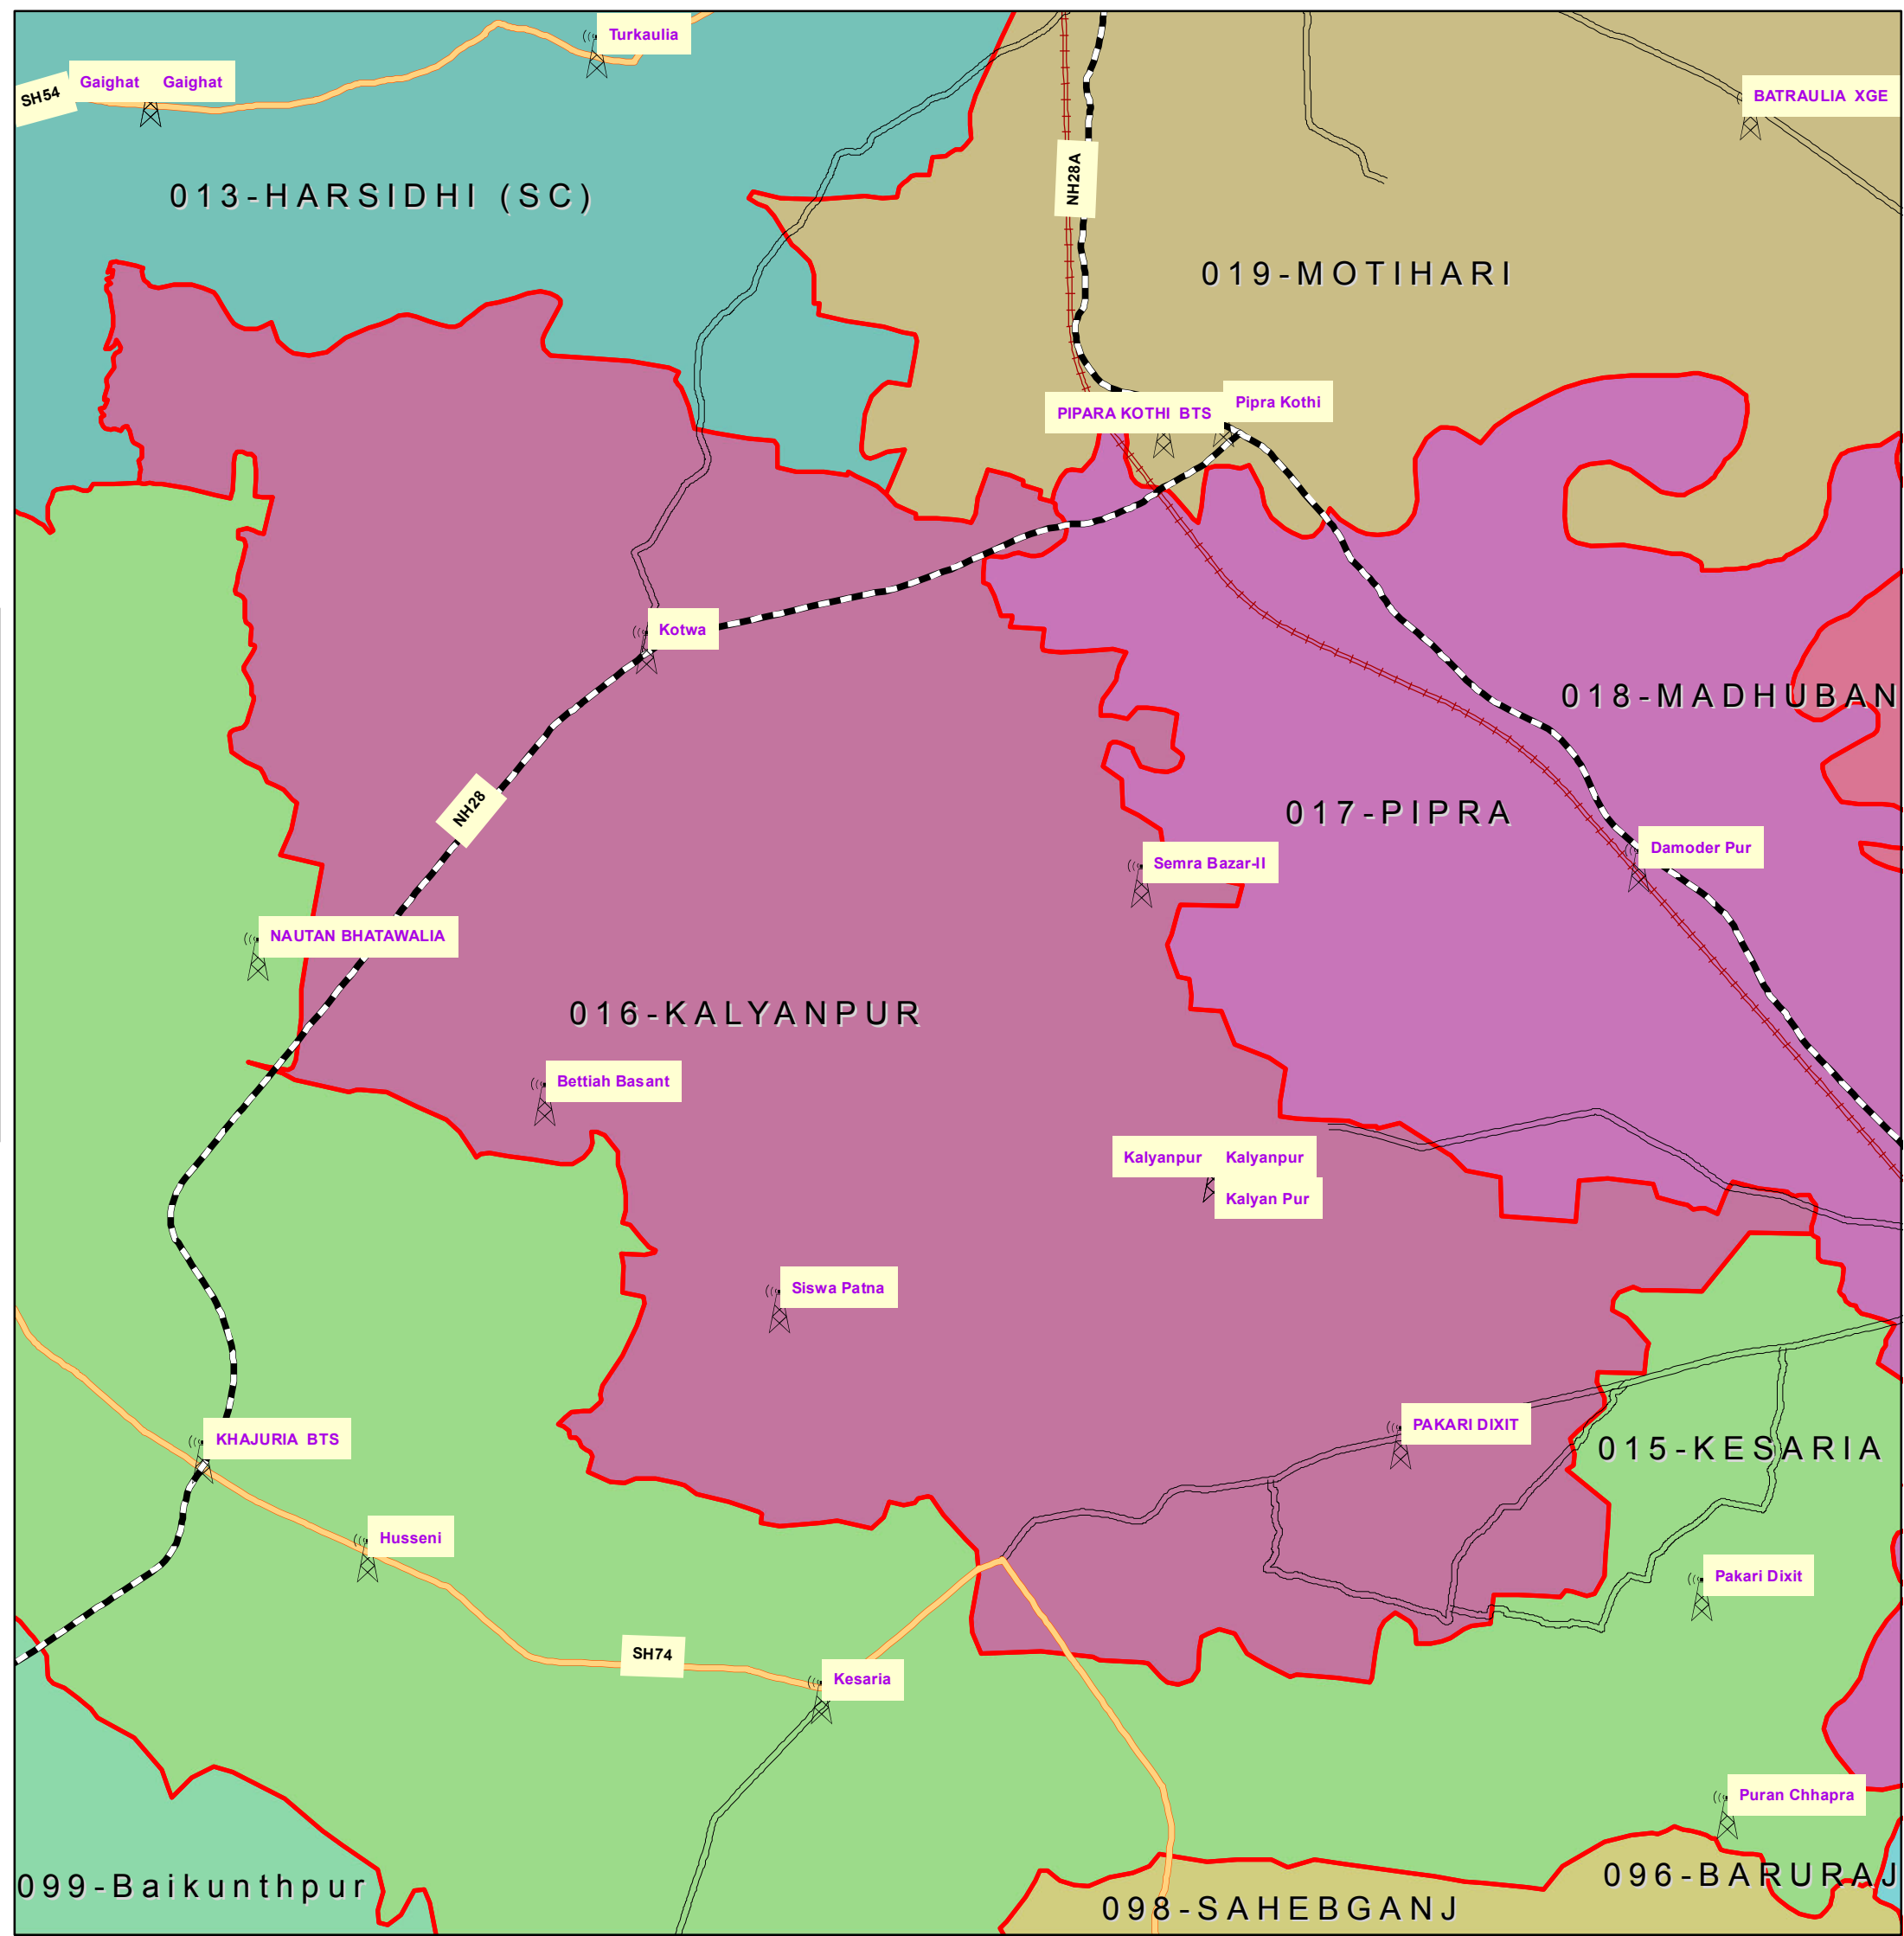 Turkaulia
Gaighat Gaighat
SH54
BATRAULIA XGE
NH28A
013-HARSIDHI (SC)
019-MOTIHARI
Pipra Kothi
PIPARA KOTHI BTS
Kotwa
018-MADHUBAN
NH28
017-PIPRA
Damoder Pur
Semra Bazar-II
NAUTAN BHATAWALIA
016-KALYANPUR
Bettiah Basant
Kalyanpur Kalyanpur
Kalyan Pur
Siswa Patna
PAKARI DIXIT
KHAJURIA BTS
015-KESARIA
Husseni
Pakari Dixit
SH74
Kesaria
Puran Chhapra
096-BARURAJ
099-Baikunthpur
098-SAHEBGANJ